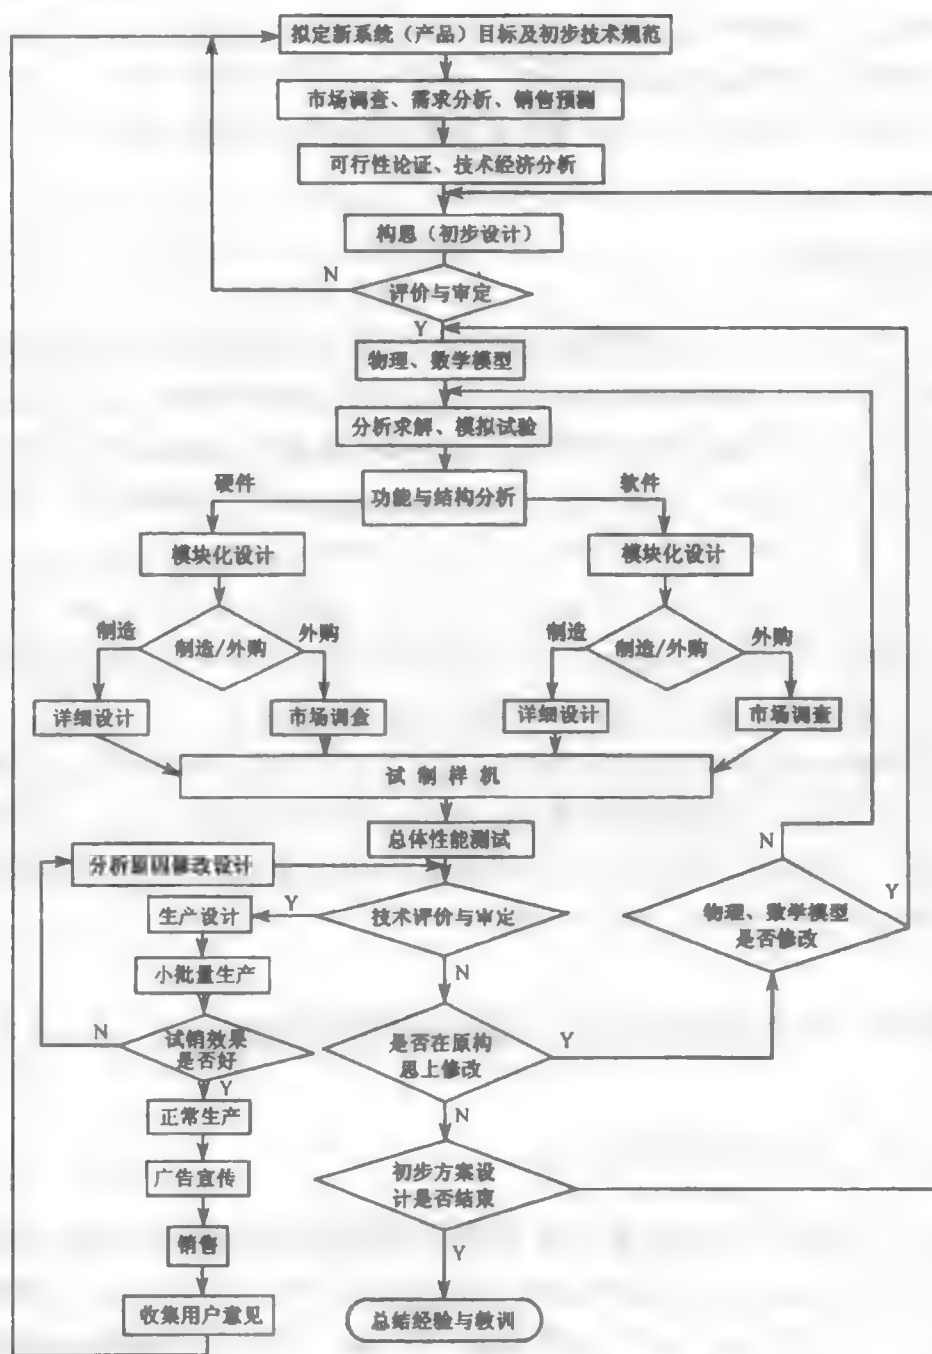 拟定新系统(产品)目标及初步技术规范
市场调查、需求分析、销售预测
可行性论证、技术经济分析
构思(初步设计)
N
评价与审定
Y
物理、数学模型
分析求解、模拟试验
硬件
功能与结构分析
软件
模块化设计
模块化设计
制造
制造/外购
外购
制造
制造/外购
外购
详细设计
市场调查
详细设计
市场调查
试制样机
总体性能测试
N
分析原因修改设计
生产设计
Y
技术评价与审定
物理、数学模型
是否修改
Y
小批量生产
N
N
试销效果
是否好
是否在原构
思上修改
Y
Y
N
正常生产
广告宣传
初步方案设
计是否结束
销售
Y
收集用户意见
总结经验与教训